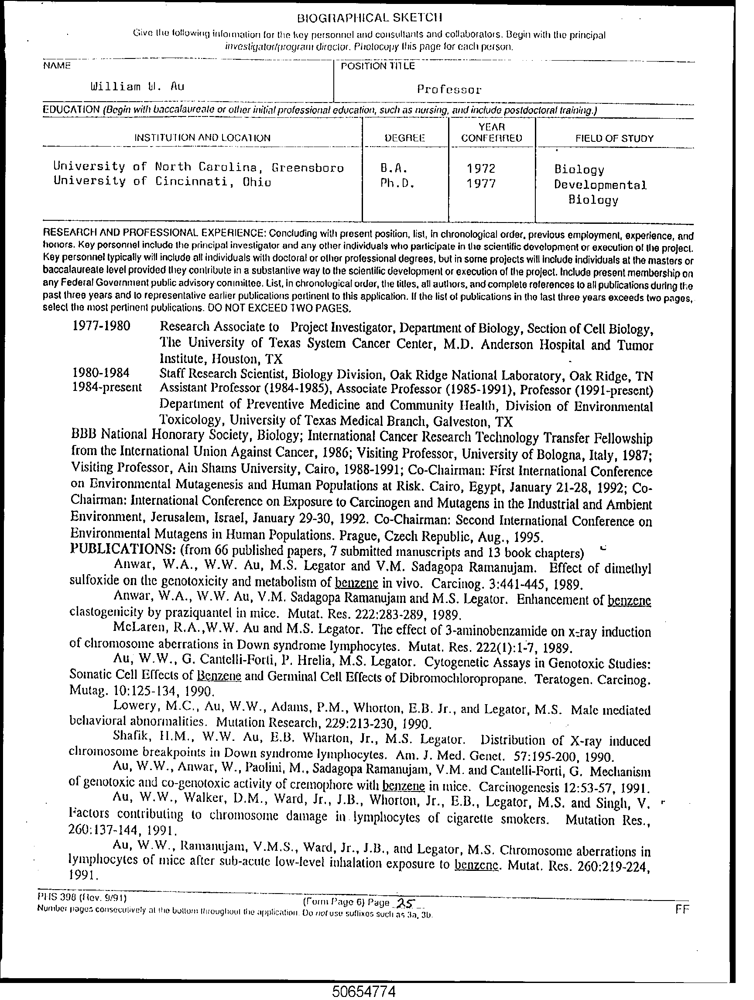 BIOGRAPHICAL SKETCH
Give the following information for the key personnel and consultants and collaborators. Begin with the principal
investigator/program director. Photocopy this page for each person.
NAME
POSITION TITLE
William W. Au
Professor
EDUCATION (Begin with baccalaureate or other initial professional education, such as nursing, and include postdoctoral training.)
INSTITUTION AND LOCATION
DEGREE
YEAR
CONFERRED
FIELD OF STUDY
University of North Carolina, Greensboro B.A. 1972 Biology
University of Cincinnati, Ohio Ph.D. 1977 Developmental
Biology
RESEARCH AND PROFESSIONAL EXPERIENCE: Concluding with present position, list, in chronological order, previous employment, experience, and
honors. Key personnel include the principal investigator and any other individuals who participate in the scientific development or execution of the project.
Key personnel typically will include all individuals with doctoral or other professional degrees, but in some projects will include individuals at the masters or
baccalaureate level provided they contribute in a substantive way to the scientific development or execution of the project. Include present membership on
any Federal Government public advisory committee. List, in chronological order, the titles, all authors, and complete references to all publications during the
past three years and to representative earlier publications pertinent to this application. If the list of publications in the last three years exceeds two pages,
select the most pertinent publications. DO NOT EXCEED TWO PAGES.
1977-1980 Research Associate to Project Investigator, Department of Biology, Section of Cell Biology,
The University of Texas System Cancer Center, M.D. Anderson Hospital and Tumor
Institute, Houston, TX
1980-1984 Staff Research Scientist, Biology Division, Oak Ridge National Laboratory, Oak Ridge, TN
1984-present Assistant Professor (1984-1985), Associate Professor (1985-1991), Professor (1991-present)
Department of Preventive Medicine and Community Health, Division of Environmental
Toxicology, University of Texas Medical Branch, Galveston, TX
BBB National Honorary Society, Biology; International Cancer Research Technology Transfer Fellowship
from the International Union Against Cancer, 1986; Visiting Professor, University of Bologna, Italy, 1987;
Visiting Professor, Ain Shams University, Cairo, 1988-1991; Co-Chairman: First International Conference
on Environmental Mutagenesis and Human Populations at Risk. Cairo, Egypt, January 21-28, 1992; Co-
Chairman: International Conference on Exposure to Carcinogen and Mutagens in the Industrial and Ambient
Environment, Jerusalem, Israel, January 29-30, 1992. Co-Chairman: Second International Conference on
Environmental Mutagens in Human Populations. Prague, Czech Republic, Aug., 1995.
PUBLICATIONS: (from 66 published papers, 7 submitted manuscripts and 13 book chapters)
Anwar, W.A., W.W. Au, M.S. Legator and V.M. Sadagopa Ramanujam. Effect of dimethyl
sulfoxide on the genotoxicity and metabolism of benzene in vivo. Carcinog. 3:441-445, 1989.
Anwar, W.A., W.W. Au, V.M. Sadagopa Ramanujam and M.S. Legator. Enhancement of benzene
clastogenicity by praziquantel in mice. Mutat. Res. 222:283-289, 1989.
McLaren, R.A.,W.W. Au and M.S. Legator. The effect of 3-aminobenzamide on x-ray induction
of chromosome aberrations in Down syndrome lymphocytes. Mutat. Res. 222(1):1-7, 1989.
Au, W.W., G. Cantelli-Forti, P. Hrelia, M.S. Legator. Cytogenetic Assays in Genotoxic Studies:
Somatic Cell Effects of Benzene and Germinal Cell Effects of Dibromochloropropane. Teratogen. Carcinog.
Mutag. 10:125-134, 1990.
Lowery, M.C., Au, W.W., Adams, P.M., Whorton, E.B. Jr., and Legator, M.S. Male mediated
behavioral abnormalities. Mutation Research, 229:213-230, 1990.
Shafik, H.M., W.W. Au, E.B. Wharton, Jr., M.S. Legator. Distribution of X-ray induced
chromosome breakpoints in Down syndrome lymphocytes. Am. J. Med. Genet. 57:195-200, 1990.
Au, W.W., Anwar, W., Paolini, M., Sadagopa Ramanujam, V.M. and Cantelli-Forti, G. Mechanism
of genotoxic and co-genotoxic activity of cremophore with benzene in mice. Carcinogenesis 12:53-57, 1991.
Au, W.W., Walker, D.M., Ward, Jr., J.B., Whorton, Jr., E.B., Legator, M.S. and Singh, V.
Factors contributing to chromosome damage in lymphocytes of cigarette smokers. Mutation Res.,
260:137-144, 1991.
Au, W.W., Ramanujam, V.M.S., Ward, Jr., J.B., and Legator, M.S. Chromosome aberrations in
lymphocytes of mice after sub-acute low-level inhalation exposure to benzene. Mutat. Res. 260:219-224,
1991.
PHS 398 (Rev. 9/91) (Form Page 6) Page 25
Number pages consecutively at the bottom throughout the application. Do not use suffixes such as 3a, 3b.
FF
50654774